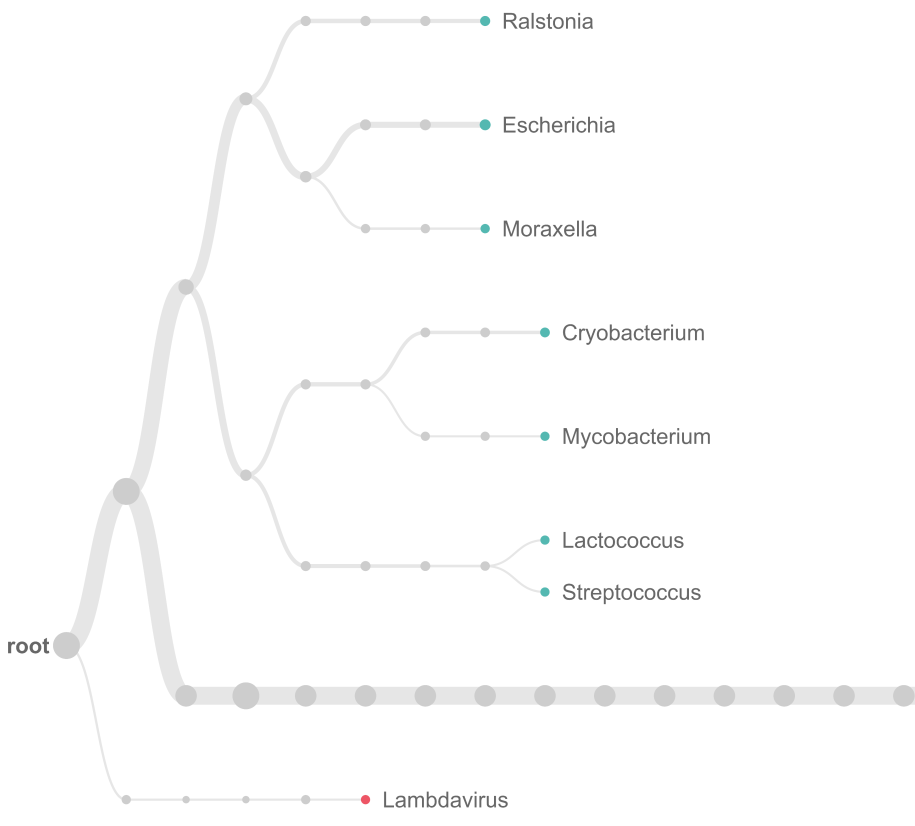 Ralstonia
Escherichia
Moraxella
Cryobacterium
Mycobacterium
Lactococcus
Streptococcus
root
Lambdavirus